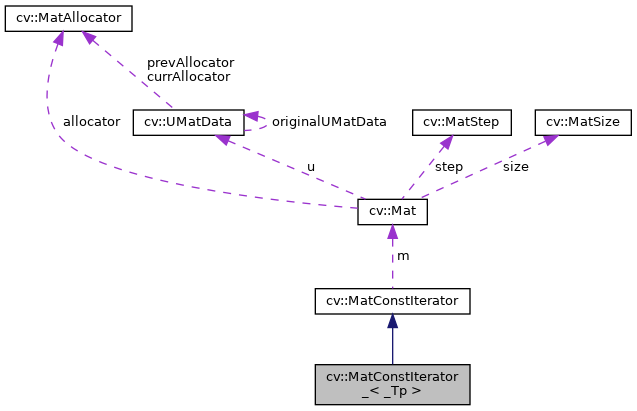 cv::MatAllocator
prevAllocator
currAllocator
allocator
cv::UMatData
originalUMatData
cv::MatStep
cv::MatSize
u
step
size
cv::Mat
m
cv::MatConstIterator
cv::MatConstIterator
_< _Tp >